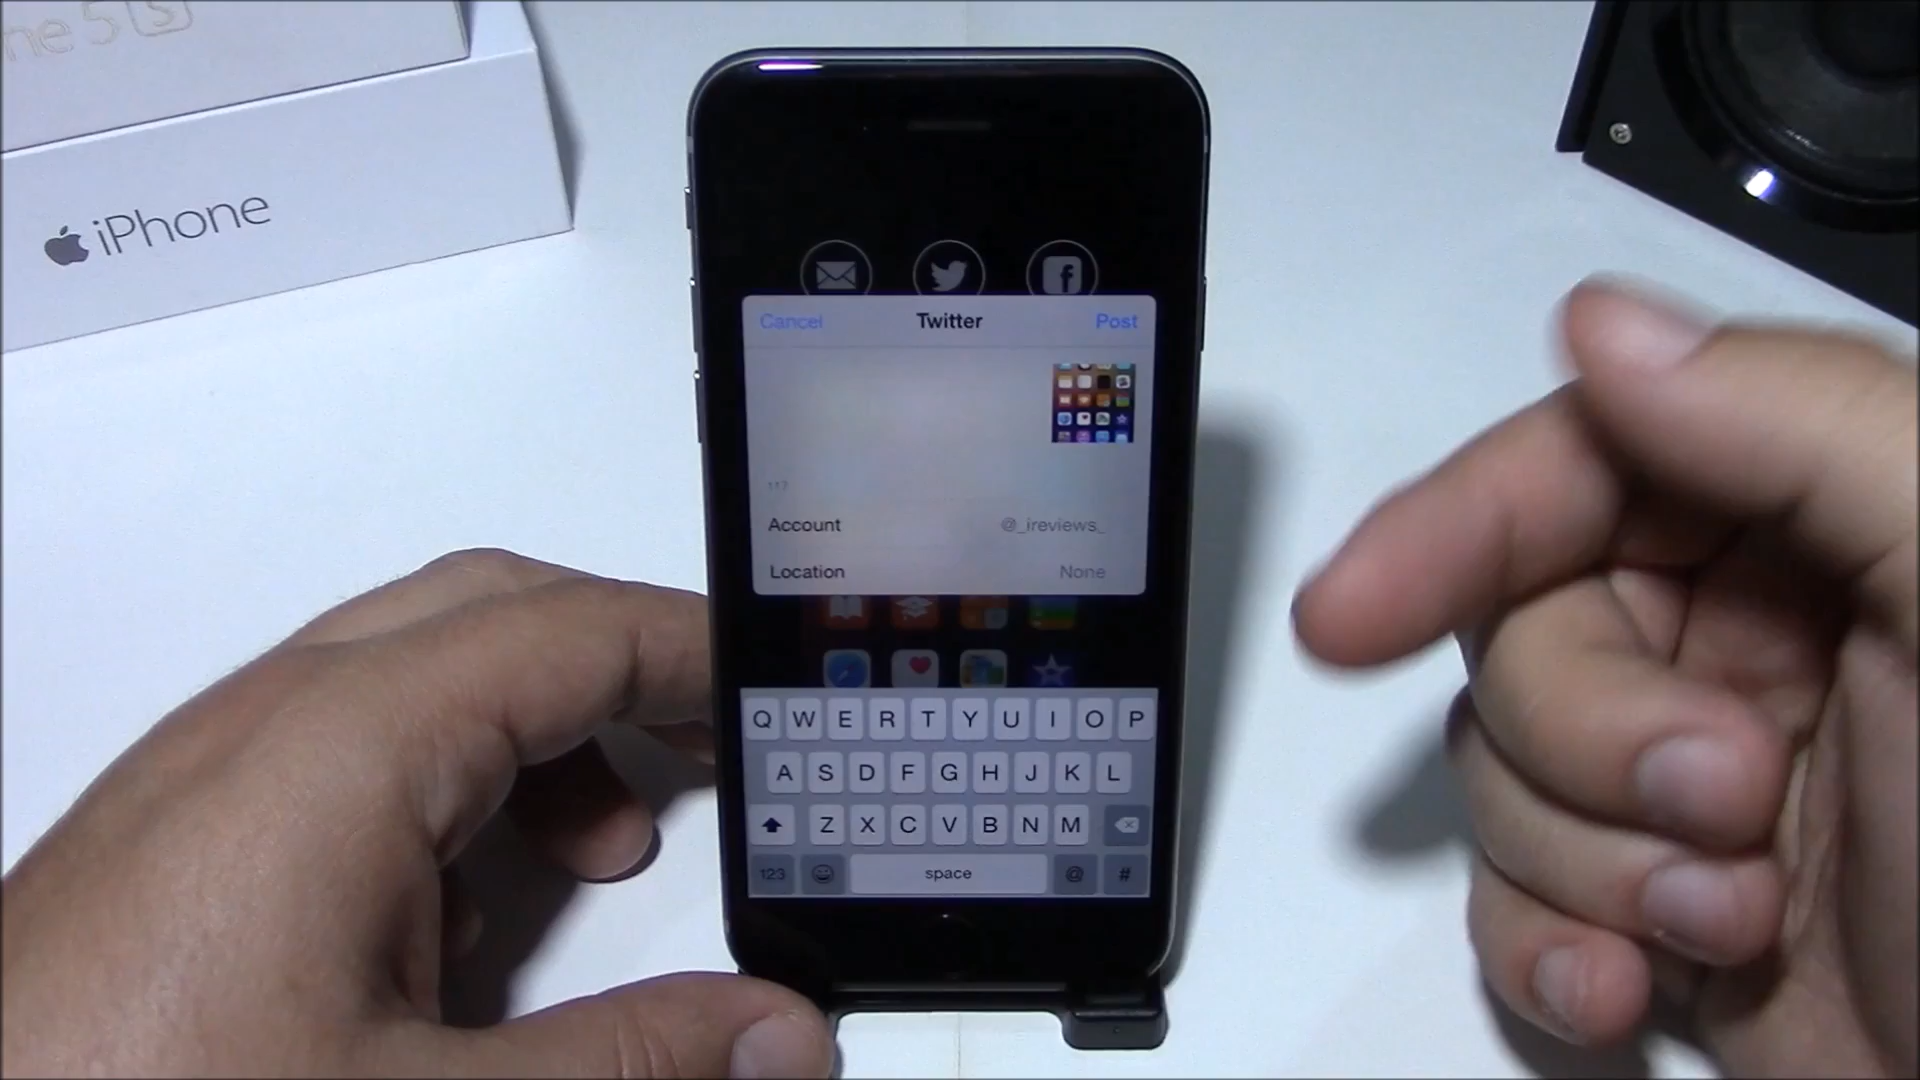 ne 5s
iPhone
Cancel Twitter Post
117
Account @_ireviews_
Location None
Q W E R T Y U I O P
A S D F G H J K L
Z X C V B N M
123 space @ #